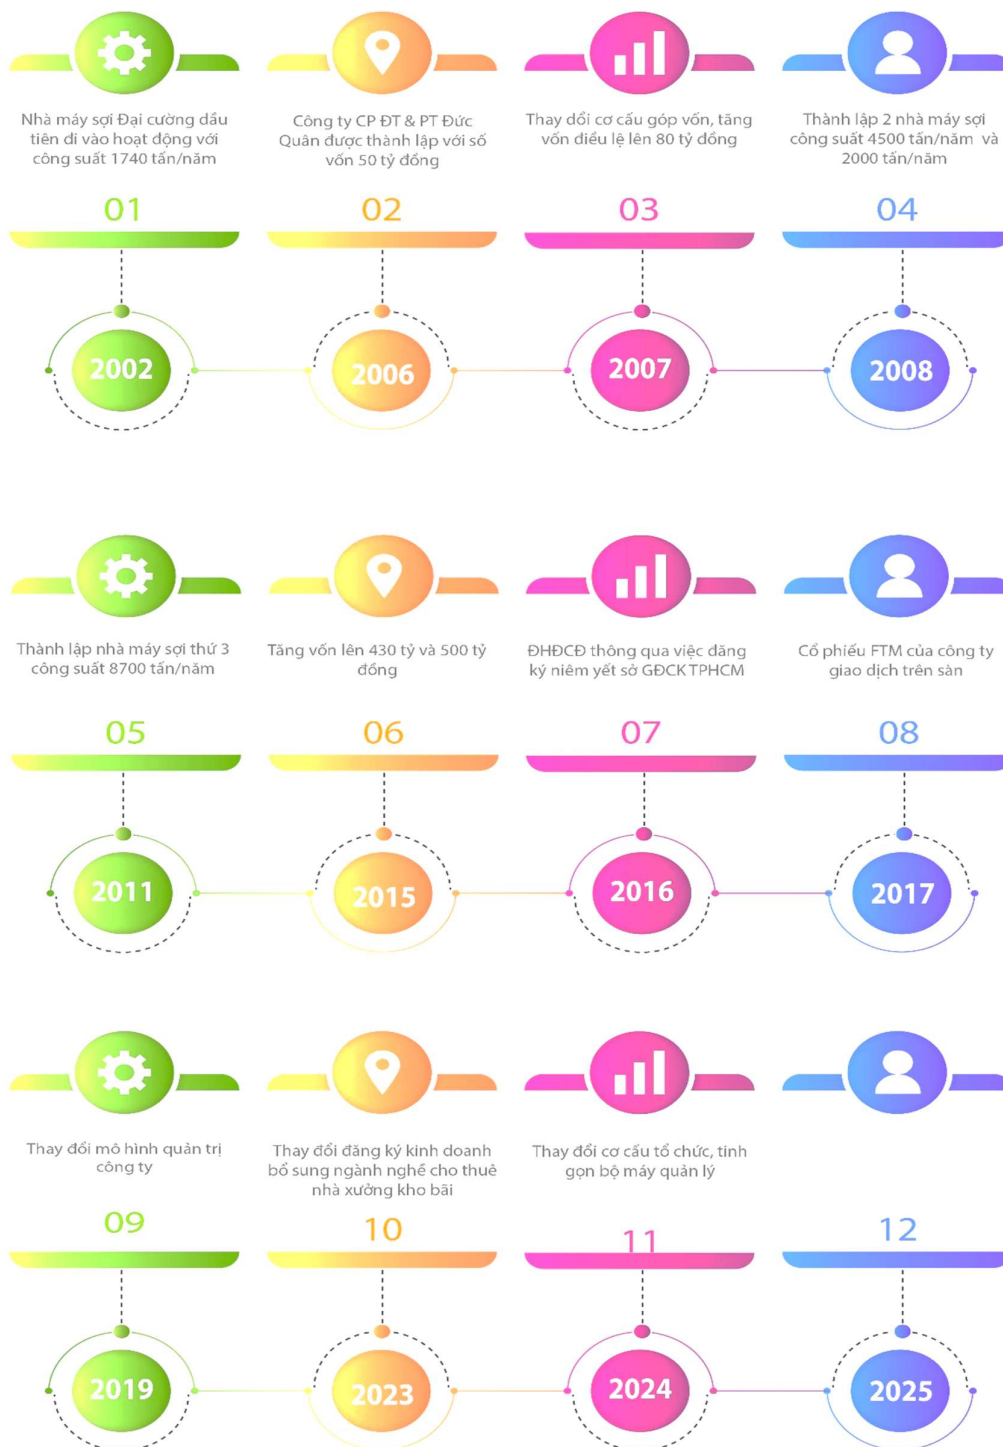 Nhà máy sợi Đại cường dầu
tiên đi vào hoạt động với
công suất 1740 tấn/năm
01
2002
Công ty CP ĐT & PT Đức
Quân được thành lập với số
vốn 50 tỷ đồng
02
2006
Thay dổi cơ cấu góp vốn, tăng
vốn điều lệ lên 80 tỷ đồng
03
2007
Thành lập 2 nhà máy sợi
công suất 4500 tấn/năm và
2000 tấn/năm
04
2008
Thành lập nhà máy sợi thứ 3
công suất 8700 tấn/năm
05
2011
Tăng vốn lên 430 tỷ và 500 tỷ
đồng
06
2015
ĐHĐCĐ thông qua việc đăng
ký niêm yết sở GĐCK TPHCM
07
2016
Cổ phiếu FTM của công ty
giao dịch trên sàn
08
2017
Thay đổi mô hình quản trị
công ty
09
2019
Thay đổi đăng ký kinh doanh
bổ sung ngành nghề cho thuê
nhà xưởng kho bãi
10
2023
Thay đổi cơ cấu tổ chức, tinh
gọn bộ máy quản lý
11
2024
12
2025